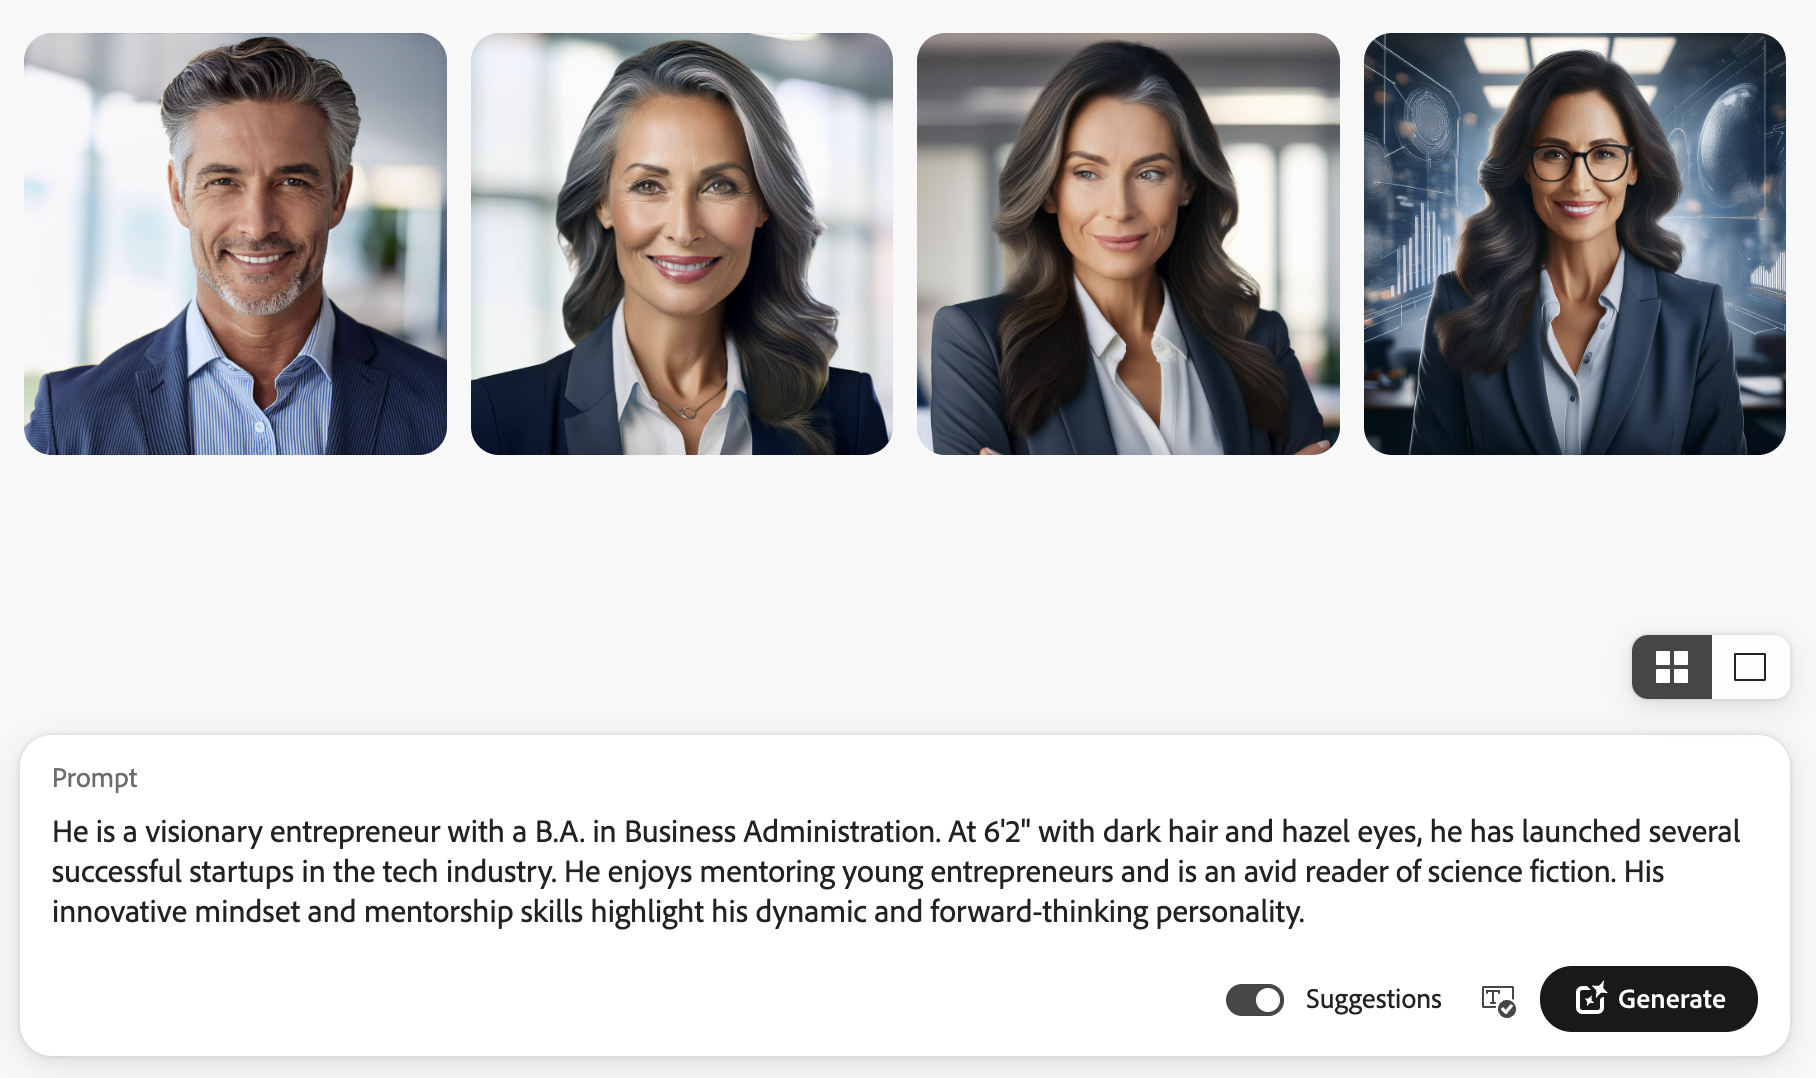 Prompt
He is a visionary entrepreneur with a B.A. in Business Administration. At 6'2" with dark hair and hazel eyes, he has launched several
successful startups in the tech industry. He enjoys mentoring young entrepreneurs and is an avid reader of science fiction. His
innovative mindset and mentorship skills highlight his dynamic and forward-thinking personality.
Suggestions
Generate